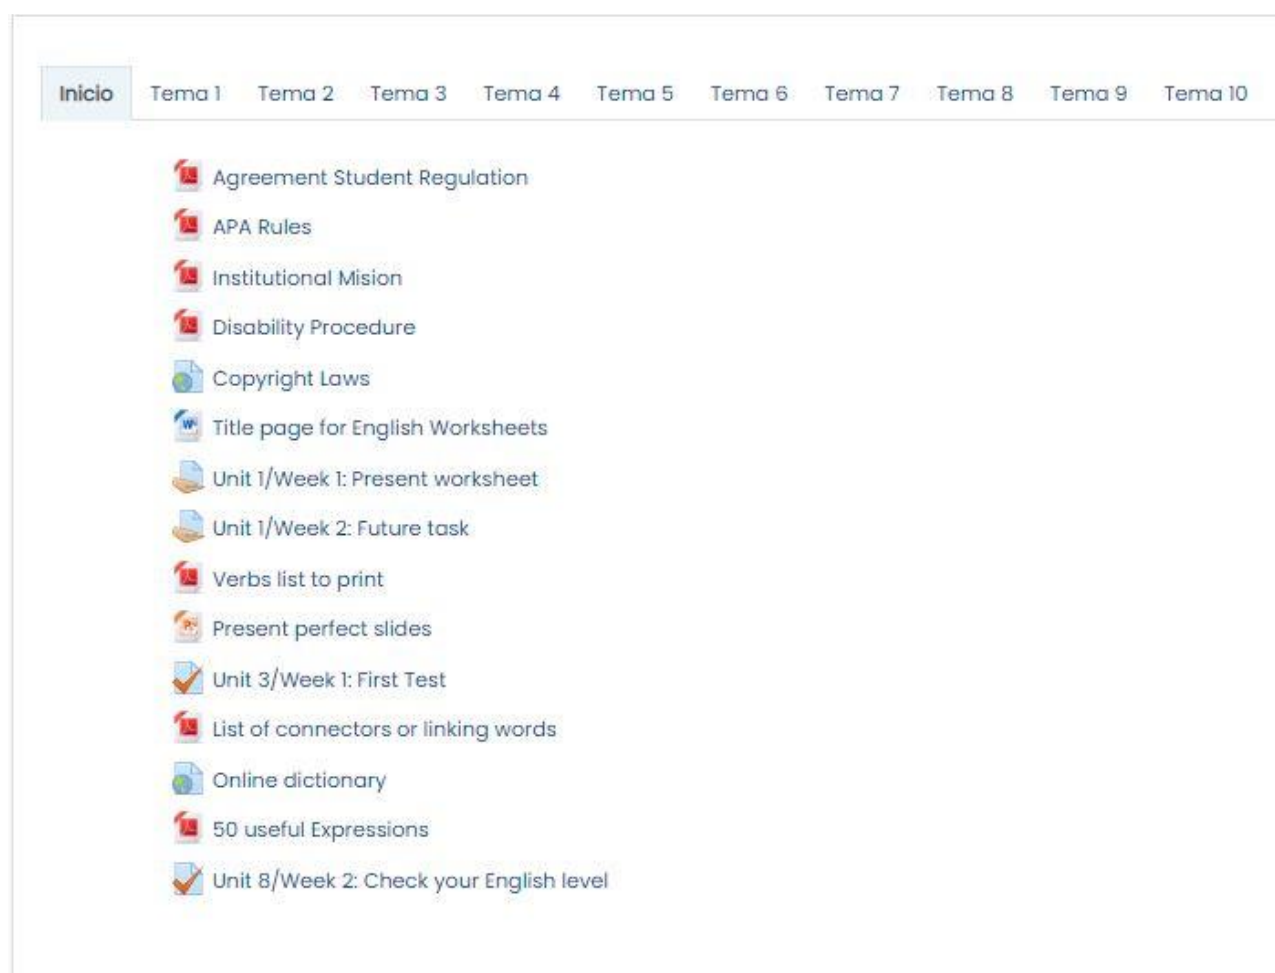 Inicio Tema 1 Tema 2 Tema 3 Tema 4 Tema 5 Tema 6 Tema 7 Tema 8 Tema 9 Tema 10
Agreement Student Regulation
APA Rules
Institutional Mision
Disability Procedure
Copyright Laws
Title page for English Worksheets
Unit 1/Week 1: Present worksheet
Unit 1/Week 2: Future task
Verbs list to print
Present perfect slides
Unit 3/Week 1: First Test
List of connectors or linking words
Online dictionary
50 useful Expressions
Unit 8/Week 2: Check your English level